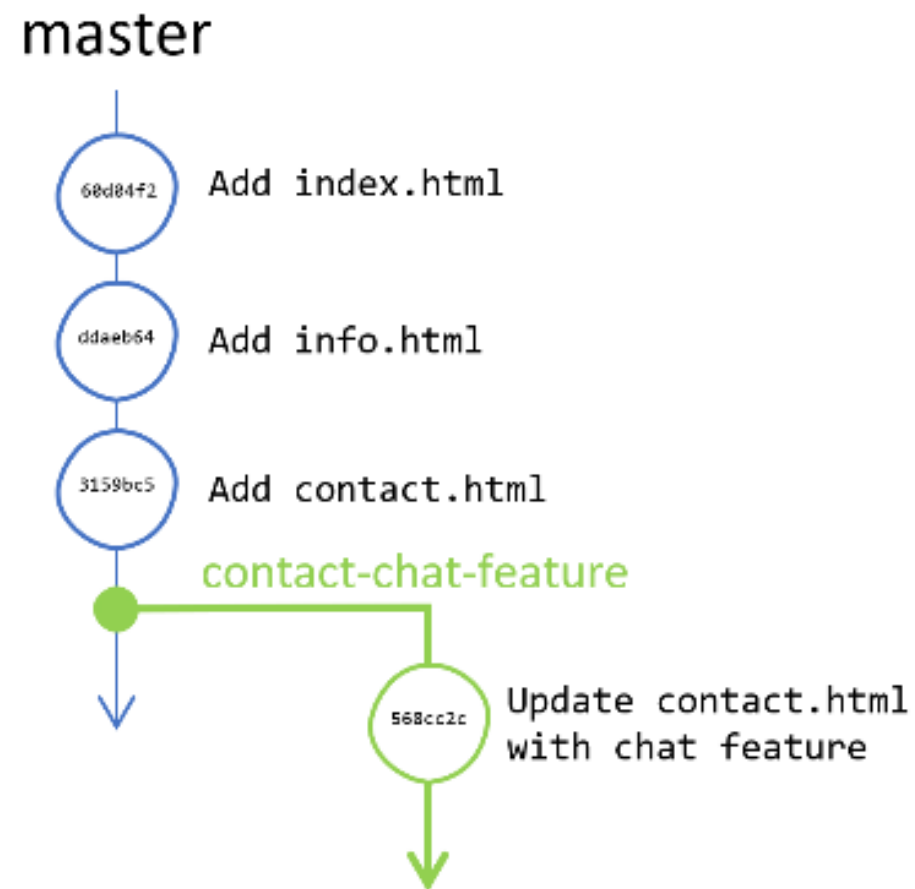 master
60d04f2
Add index.html
ddaeb64
Add info.html
3159bc5
Add contact.html
contact-chat-feature
568cc2c
Update contact.html
with chat feature